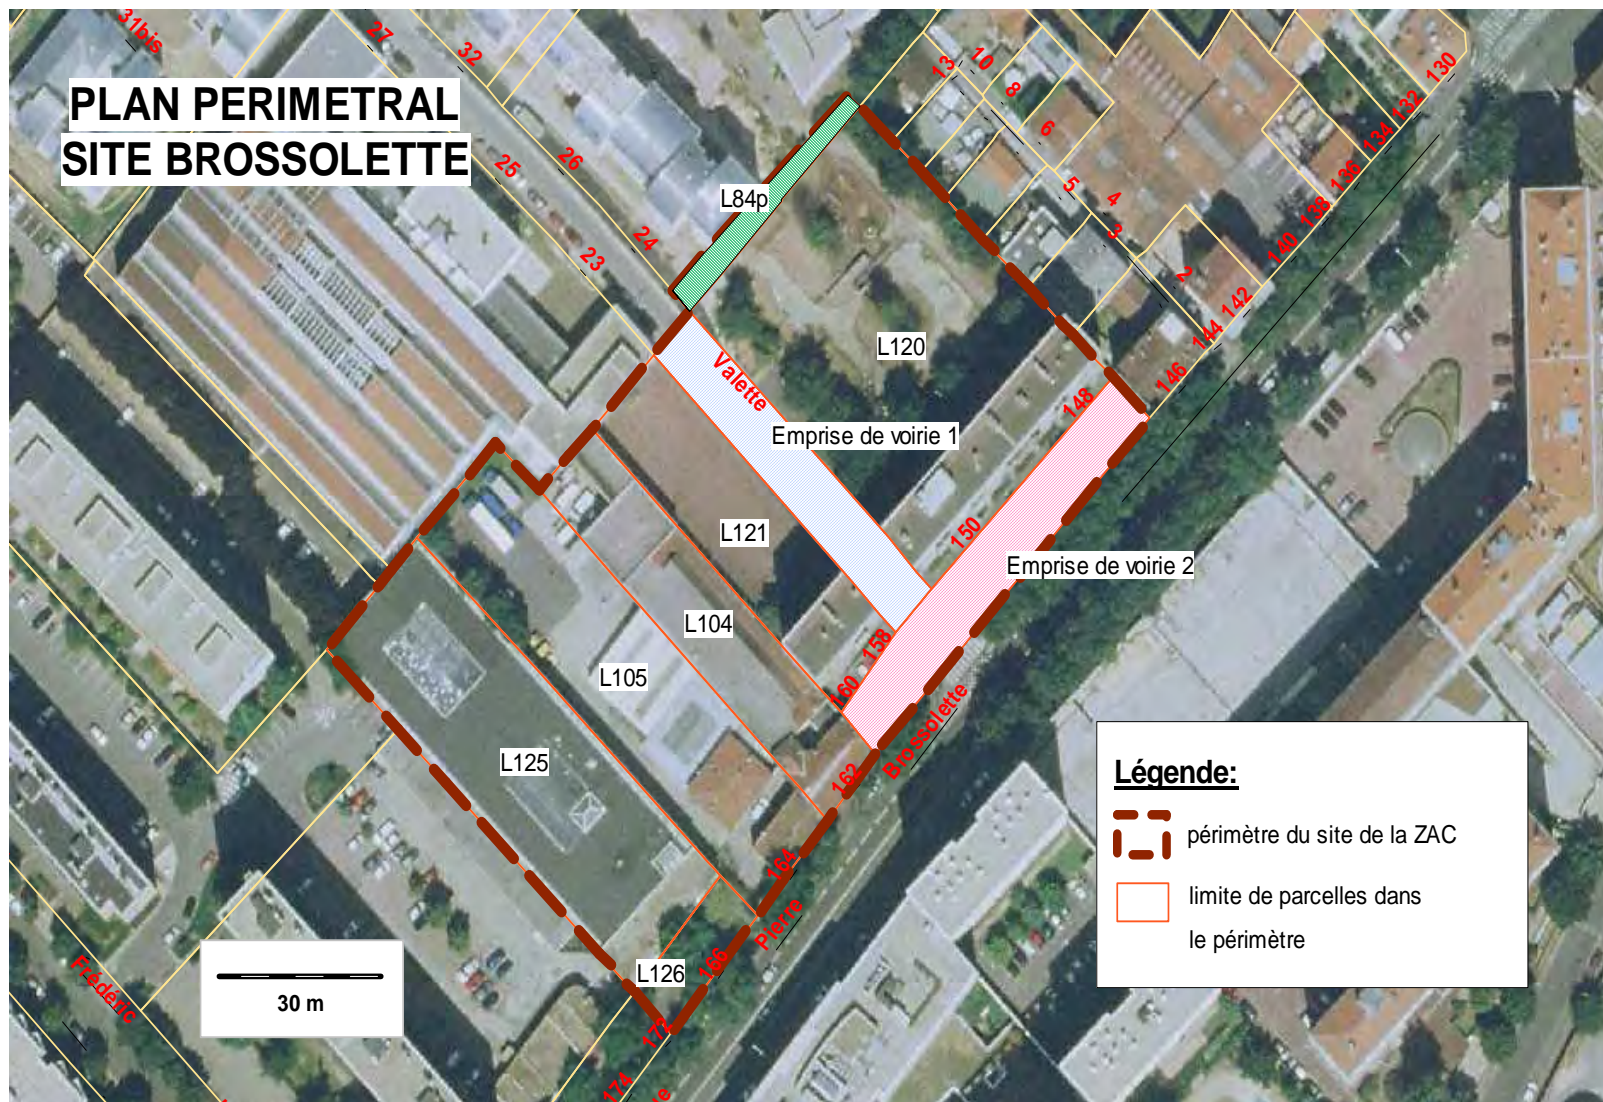 PLAN PERIMETRAL
SITE BROSSOLETTE
31bis
27
32
25
26
23
24
L84p
13
10
8
6
5
4
3
2
130
132
134
136
138
140
142
144
146
148
L120
Valette
Emprise de voirie 1
150
Emprise de voirie 2
L121
L104
L105
158
160
162
Brossolette
L125
164
Pierre
166
L126
172
174
Frédéric
30 m
Légende:
périmètre du site de la ZAC
limite de parcelles dans
le périmètre